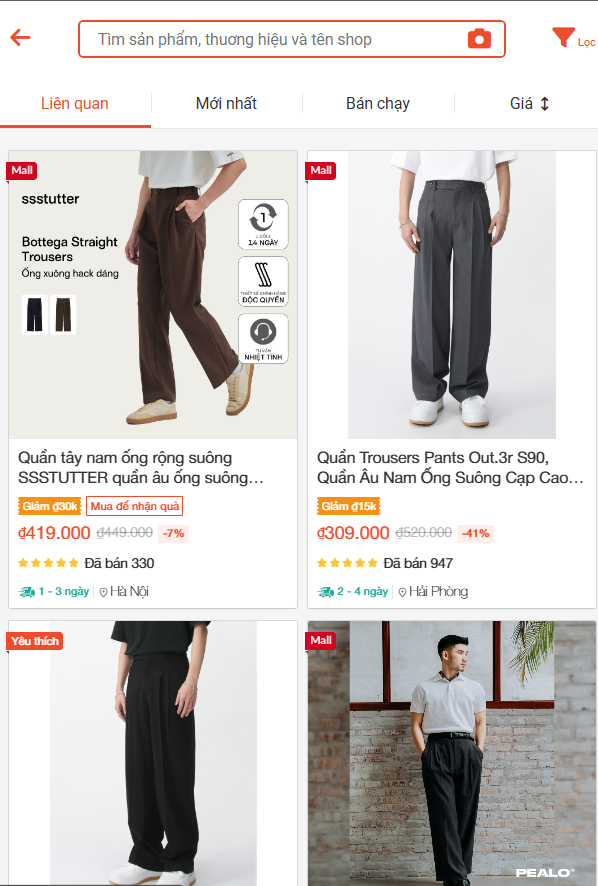 Tìm sản phẩm, thương hiệu và tên shop
Lọc
Liên quan
Mới nhất
Bán chạy
Giá
Mall
ssstutter
Bottega Straight
Trousers
Ống xuông hack dáng
1
14 NGÀY
THIẾT KẾ CHÍNH HÃNG
ĐỘC QUYỀN
TƯ VẤN
NHIỆT TÌNH
Quần tây nam ống rộng suông
SSSTUTTER quần âu ống suông…
Giảm ₫30k Mua để nhận quà
₫419.000 ₫449.000 -7%
Đã bán 330
1 - 3 ngày Hà Nội
Mall
Quần Trousers Pants Out.3r S90,
Quần Âu Nam Ống Suông Cạp Cao…
Giảm ₫15k
₫309.000 ₫520.000 -41%
Đã bán 947
2 - 4 ngày Hải Phòng
Yêu thích
Mall
PEALO